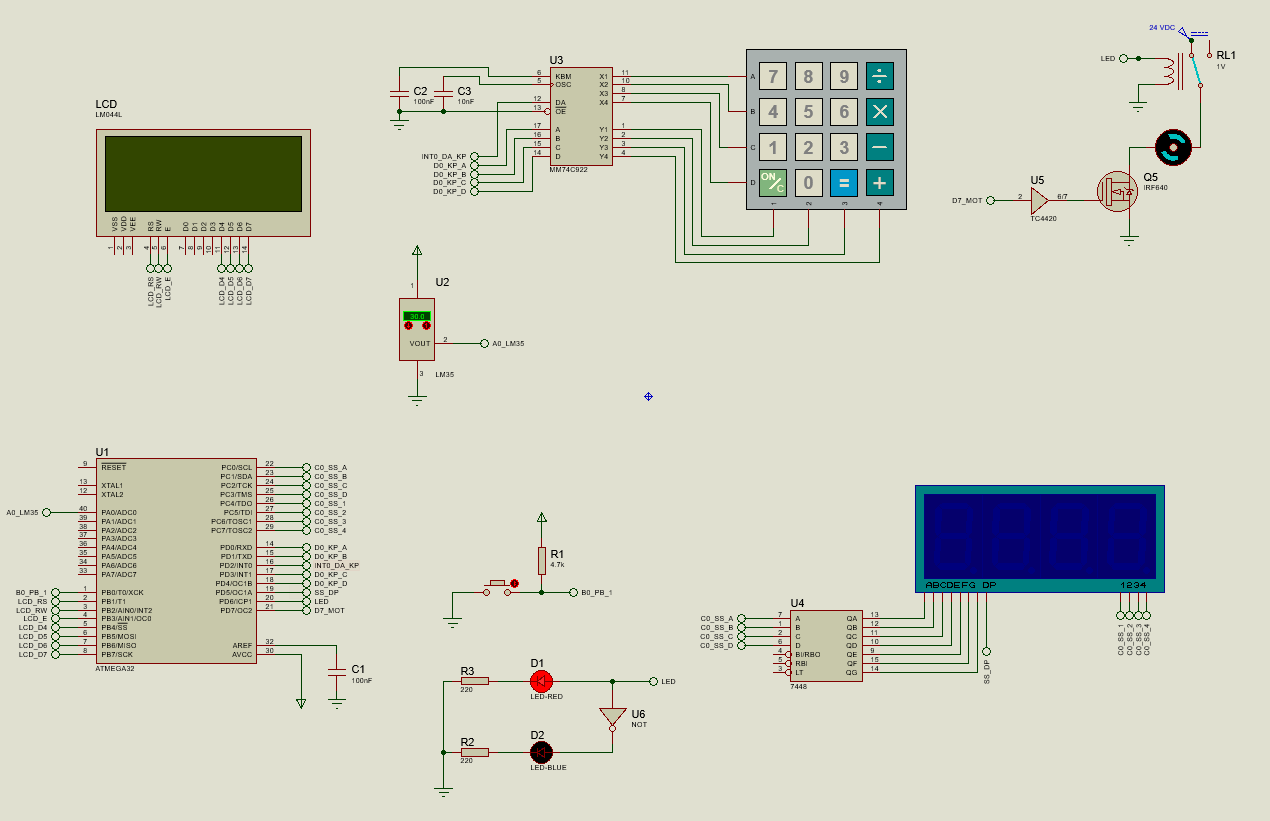 LCD
LM044L
VSS
VDD
VEE
RS
RW
E
D0
D1
D2
D3
D4
D5
D6
D7
1
2
3
4
5
6
7
8
9
10
11
12
13
14
LCD_RS
LCD_RW
LCD_E
LCD_D4
LCD_D5
LCD_D6
LCD_D7
C2
100nF
C3
10nF
U3
6 KBM X1 11
5 OSC X2 10
X3 8
12 DA X4 7
13 OE
17 A Y1 1
16 B Y2 2
15 C Y3 3
14 D Y4 4
MM74C922
INT0_DA_KP
D0_KP_A
D0_KP_B
D0_KP_C
D0_KP_D
A 7 8 9 ÷
B 4 5 6 ×
C 1 2 3 −
D ON/C 0 = +
1 2 3 4
24 VDC
LED
RL1
1V
D7_MOT
U5
2 6/7
TC4420
Q5
IRF640
U2
1
30.0
VOUT 2 A0_LM35
3
LM35
U1
9 RESET PC0/SCL 22 C0_SS_A
PC1/SDA 23 C0_SS_B
13 XTAL1 PC2/TCK 24 C0_SS_C
12 XTAL2 PC3/TMS 25 C0_SS_D
PC4/TDO 26 C0_SS_1
A0_LM35 40 PA0/ADC0 PC5/TDI 27 C0_SS_2
39 PA1/ADC1 PC6/TOSC1 28 C0_SS_3
38 PA2/ADC2 PC7/TOSC2 29 C0_SS_4
37 PA3/ADC3
36 PA4/ADC4 PD0/RXD 14 D0_KP_A
35 PA5/ADC5 PD1/TXD 15 D0_KP_B
34 PA6/ADC6 PD2/INT0 16 INT0_DA_KP
33 PA7/ADC7 PD3/INT1 17 D0_KP_C
PD4/OC1B 18 D0_KP_D
B0_PB_1 1 PB0/T0/XCK PD5/OC1A 19 SS_DP
LCD_RS 2 PB1/T1 PD6/ICP1 20 LED
LCD_RW 3 PB2/AIN0/INT2 PD7/OC2 21 D7_MOT
LCD_E 4 PB3/AIN1/OC0
LCD_D4 5 PB4/SS
LCD_D5 6 PB5/MOSI
LCD_D6 7 PB6/MISO AREF 32
LCD_D7 8 PB7/SCK AVCC 30
ATMEGA32
C1
100nF
R1
4.7k
B0_PB_1
R3
220
D1
LED-RED
LED
U6
NOT
R2
220
D2
LED-BLUE
U4
C0_SS_A 7 A QA 13
C0_SS_B 1 B QB 12
C0_SS_C 2 C QC 11
C0_SS_D 6 D QD 10
4 BI/RBO QE 9
5 RBI QF 15
3 LT QG 14
7448
ABCDEFG DP 1234
SS_DP
C0_SS_1
C0_SS_2
C0_SS_3
C0_SS_4